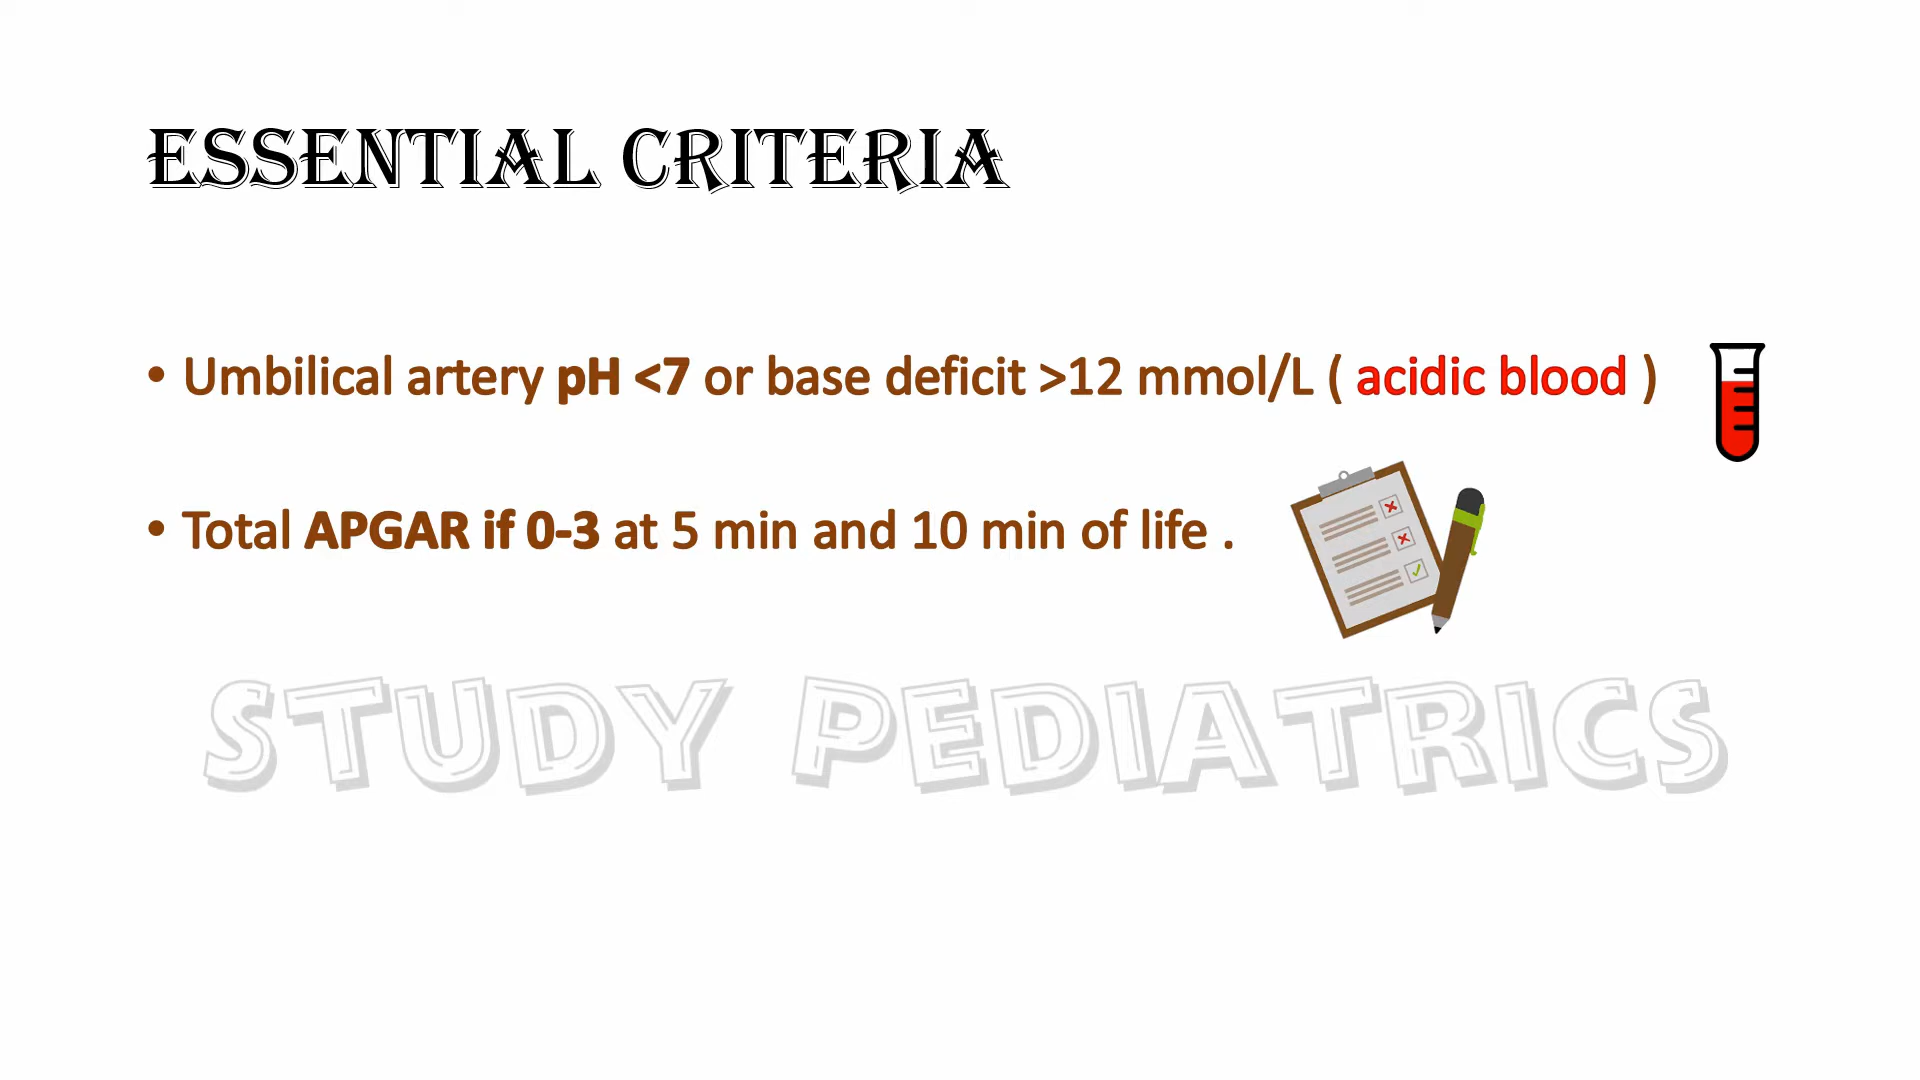 ESSENTIAL CRITERIA
• Umbilical artery pH <7 or base deficit >12 mmol/L ( acidic blood )
• Total APGAR if 0-3 at 5 min and 10 min of life .
STUDY PEDIATRICS